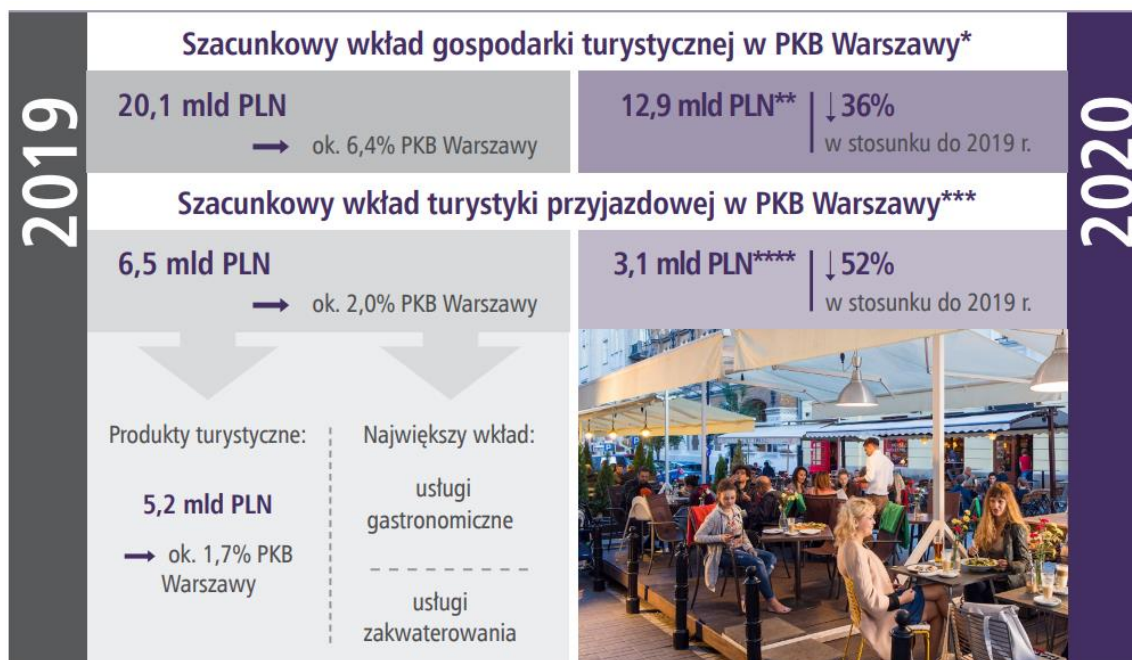 2019
Szacunkowy wkład gospodarki turystycznej w PKB Warszawy*
20,1 mld PLN
→ ok. 6,4% PKB Warszawy
12,9 mld PLN**
↓36%
w stosunku do 2019 r.
Szacunkowy wkład turystyki przyjazdowej w PKB Warszawy***
6,5 mld PLN
→ ok. 2,0% PKB Warszawy
3,1 mld PLN****
↓52%
w stosunku do 2019 r.
Produkty turystyczne:
5,2 mld PLN
→ ok. 1,7% PKB
Warszawy
Największy wkład:
usługi
gastronomiczne
usługi
zakwaterowania
2020